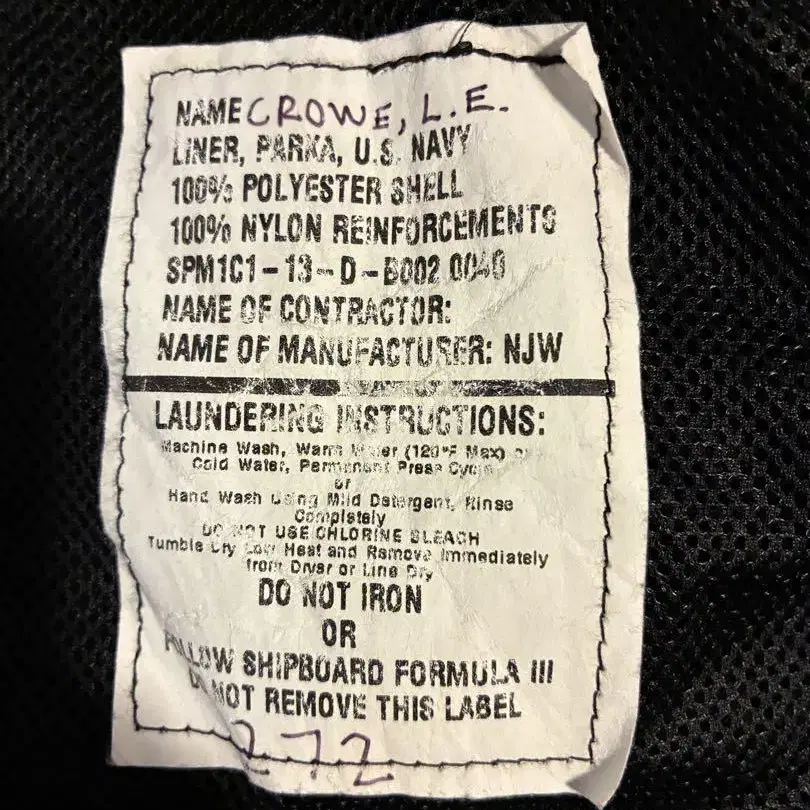 NAME CROWE, L.E.
LINER, PARKA, U.S. NAVY
100% POLYESTER SHELL
100% NYLON REINFORCEMENTS
SPM1C1-13-D-B002 0040
NAME OF CONTRACTOR:
NAME OF MANUFACTURER: NJW
LAUNDERING INSTRUCTIONS:
Machine Wash, Warm Water (120°F Max) or
Cold Water, Permanent Press Cycle
or
Hand Wash Using Mild Detergent, Rinse
Completely
DO NOT USE CHLORINE BLEACH
Tumble Dry Low Heat and Remove Immediately
from Dryer or Line Dry
DO NOT IRON
OR
FOLLOW SHIPBOARD FORMULA III
DO NOT REMOVE THIS LABEL
272